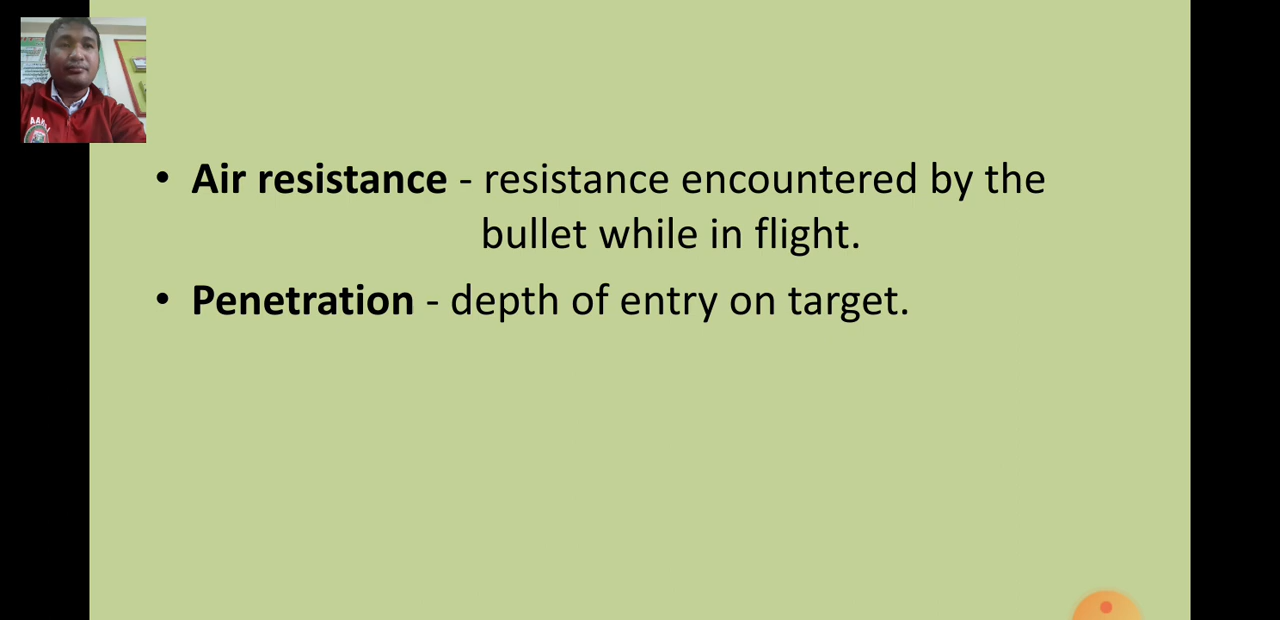 • Air resistance - resistance encountered by the
bullet while in flight.
• Penetration - depth of entry on target.